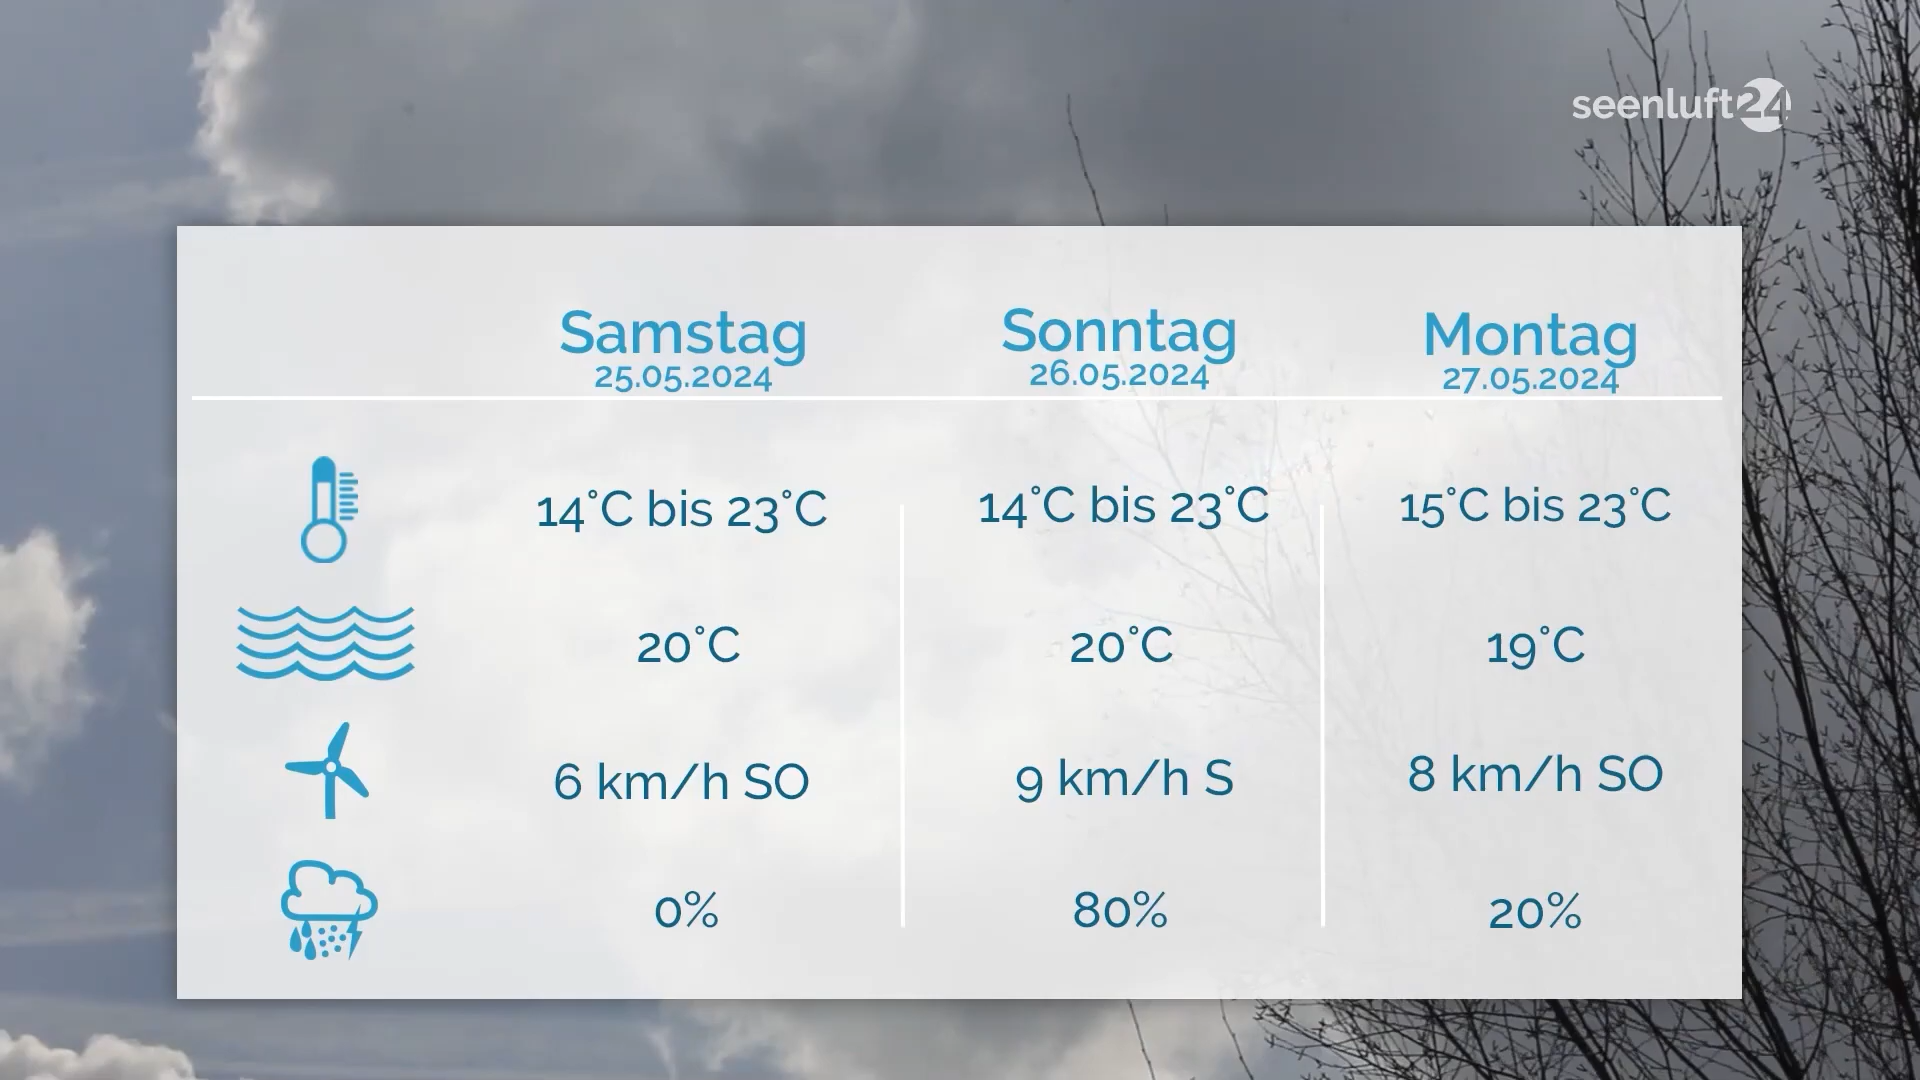 seenluft24
Samstag Sonntag Montag
25.05.2024 26.05.2024 27.05.2024
14°C bis 23°C 14°C bis 23°C 15°C bis 23°C
20°C 20°C 19°C
6 km/h SO 9 km/h S 8 km/h SO
0% 80% 20%